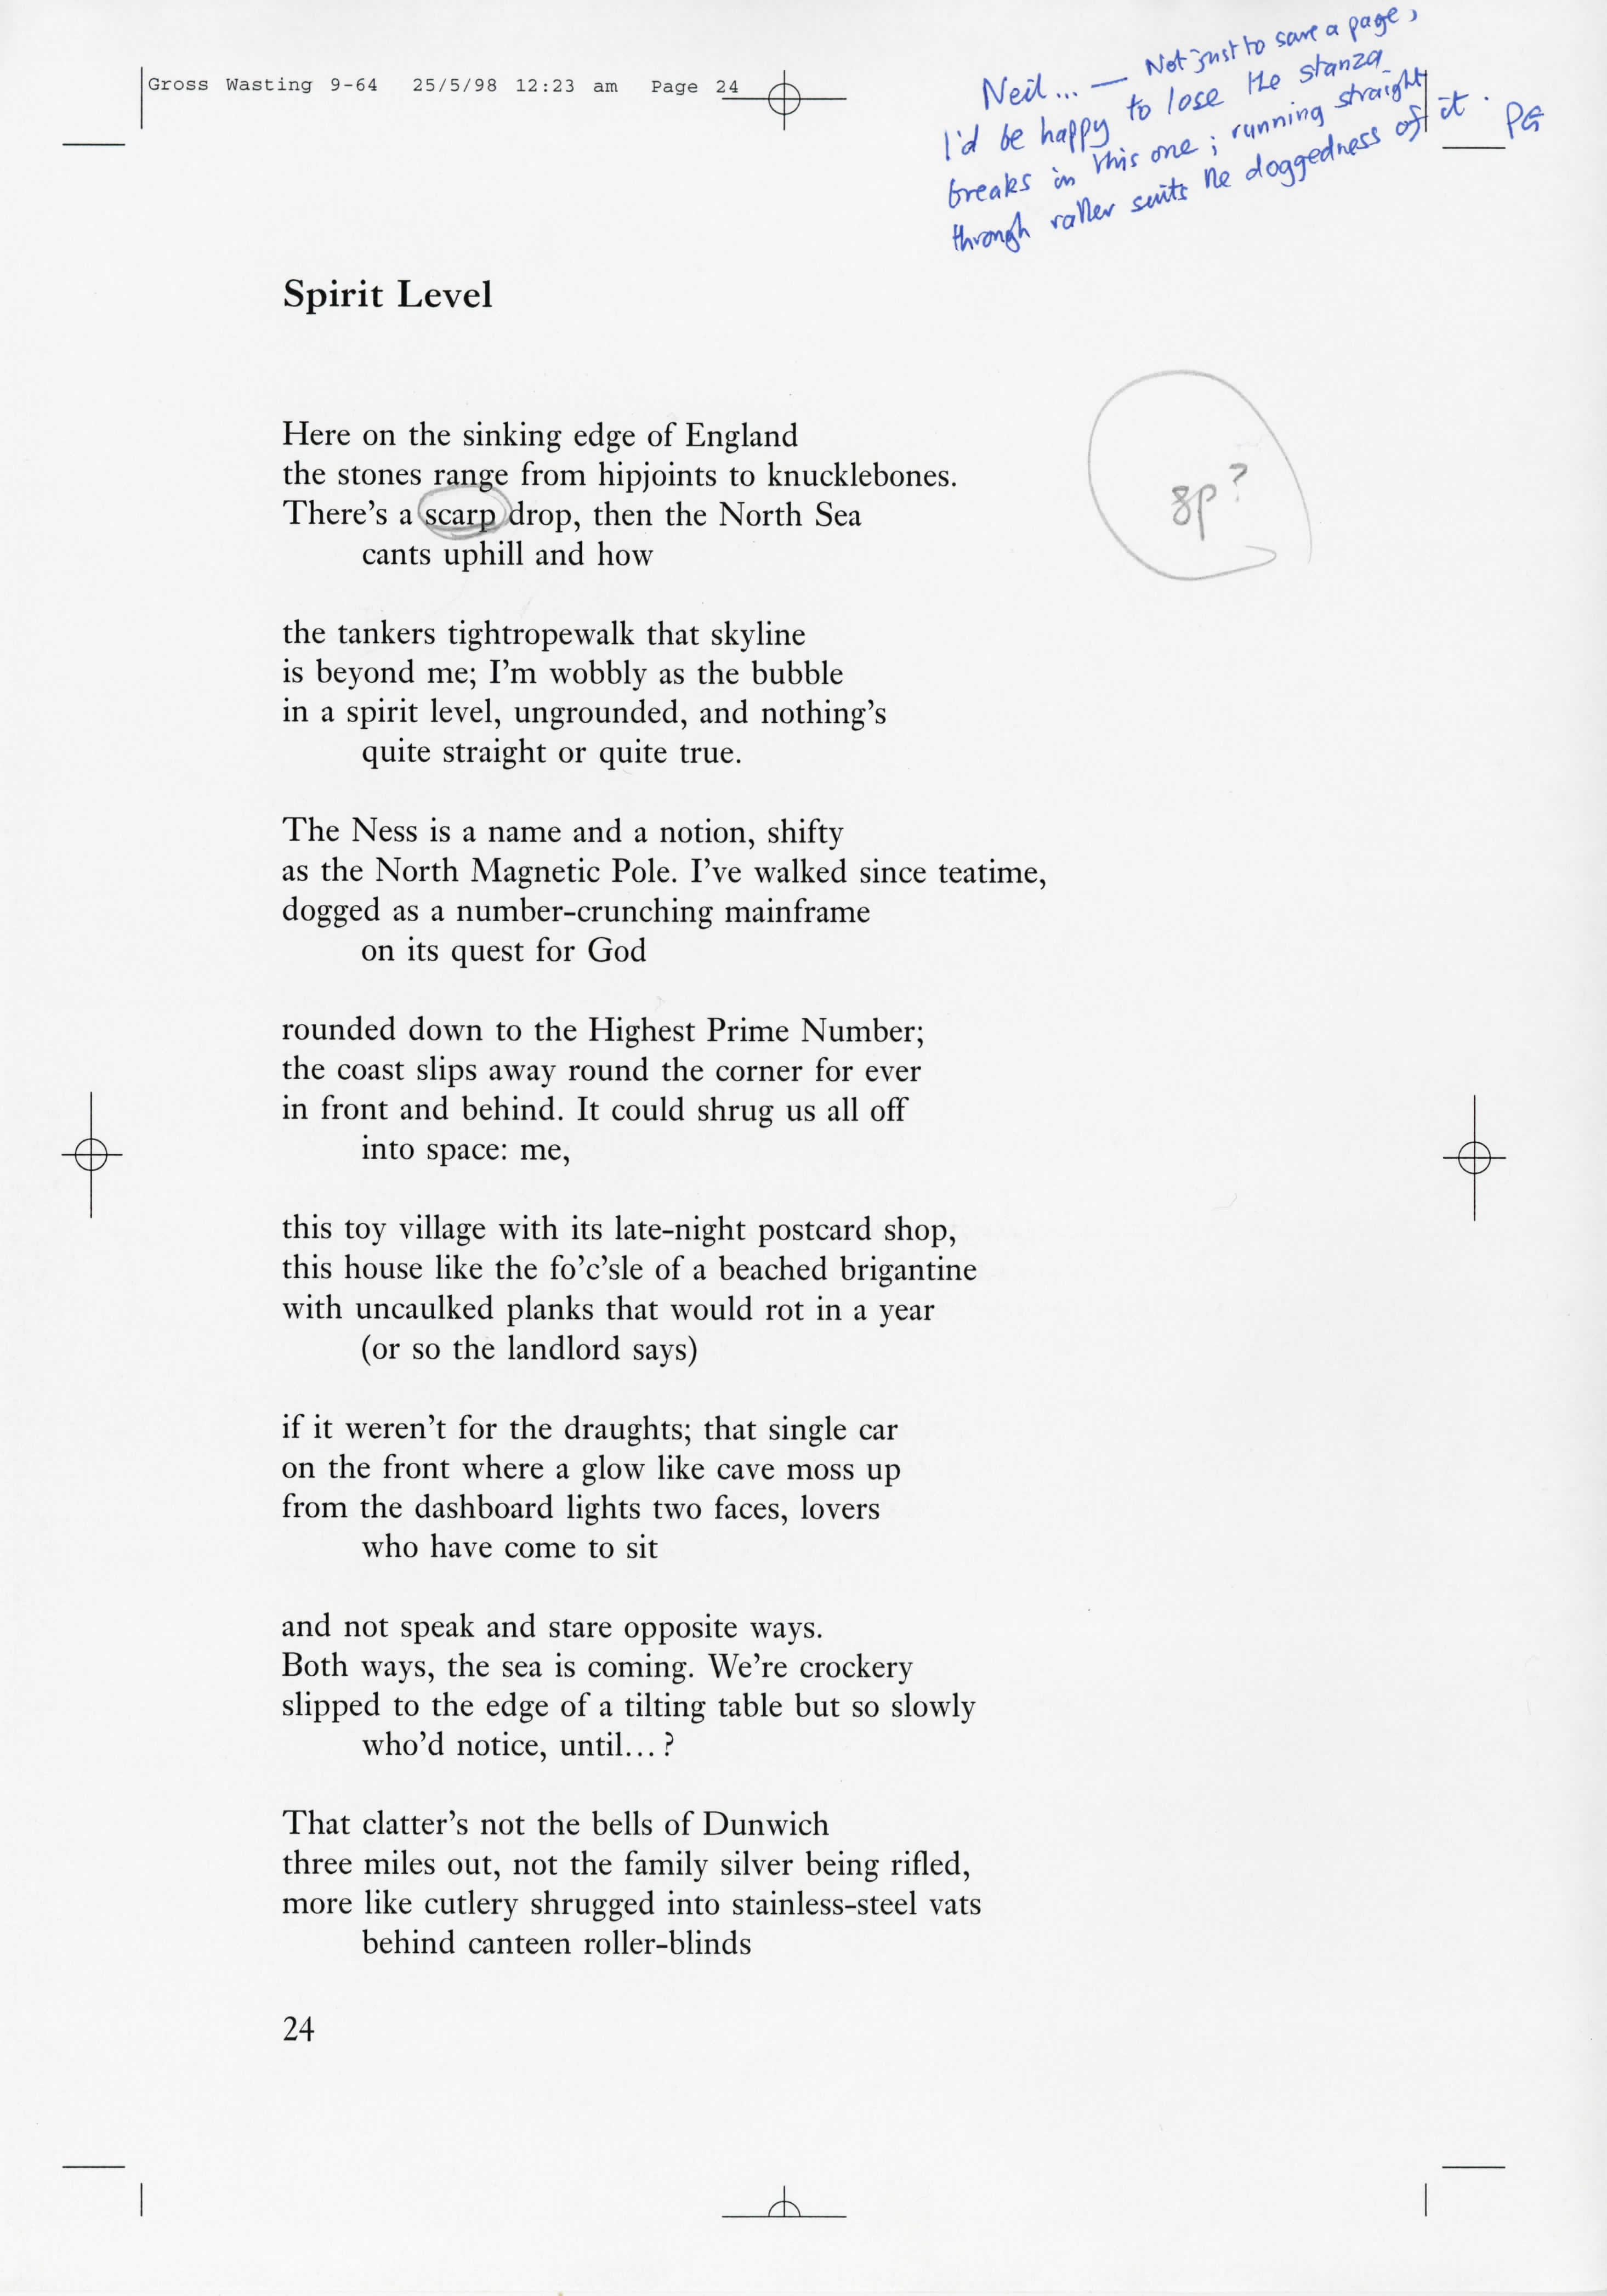 Gross Wasting 9-64 25/5/98 12:23 am Page 24
Neil... — Not just to save a page,
I'd be happy to lose the stanza
breaks in this one; running straight
through rather suits the doggedness of it. PG
Spirit Level
Here on the sinking edge of England
the stones range from hipjoints to knucklebones.
There's a scarp drop, then the North Sea
cants uphill and how
8p?
the tankers tightropewalk that skyline
is beyond me; I'm wobbly as the bubble
in a spirit level, ungrounded, and nothing's
quite straight or quite true.
The Ness is a name and a notion, shifty
as the North Magnetic Pole. I've walked since teatime,
dogged as a number-crunching mainframe
on its quest for God
rounded down to the Highest Prime Number;
the coast slips away round the corner for ever
in front and behind. It could shrug us all off
into space: me,
this toy village with its late-night postcard shop,
this house like the fo'c'sle of a beached brigantine
with uncaulked planks that would rot in a year
(or so the landlord says)
if it weren't for the draughts; that single car
on the front where a glow like cave moss up
from the dashboard lights two faces, lovers
who have come to sit
and not speak and stare opposite ways.
Both ways, the sea is coming. We're crockery
slipped to the edge of a tilting table but so slowly
who'd notice, until...?
That clatter's not the bells of Dunwich
three miles out, not the family silver being rifled,
more like cutlery shrugged into stainless-steel vats
behind canteen roller-blinds
24